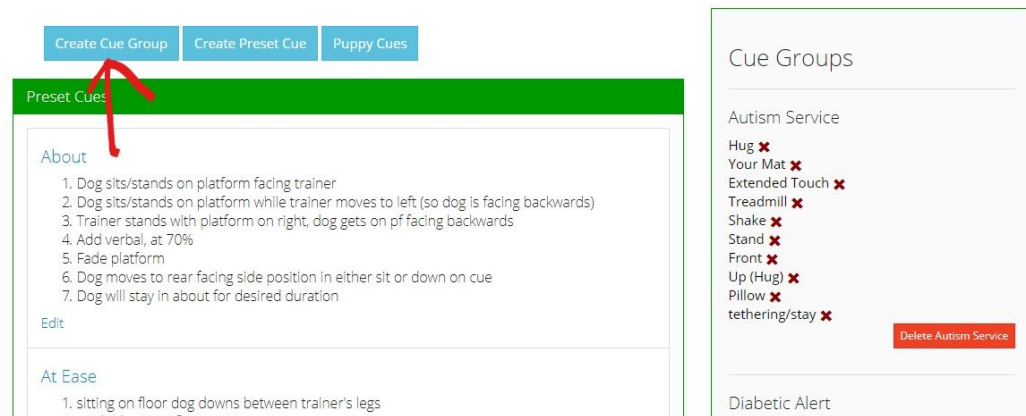 Create Cue Group
Create Preset Cue
Puppy Cues
Preset Cues
About
1. Dog sits/stands on platform facing trainer
2. Dog sits/stands on platform while trainer moves to left (so dog is facing backwards)
3. Trainer stands with platform on right, dog gets on pf facing backwards
4. Add verbal, at 70%
5. Fade platform
6. Dog moves to rear facing side position in either sit or down on cue
7. Dog will stay in about for desired duration
Edit
At Ease
1. sitting on floor dog downs between trainer's legs
Cue Groups
Autism Service
Hug
Your Mat
Extended Touch
Treadmill
Shake
Stand
Front
Up (Hug)
Pillow
tethering/stay
Delete Autism Service
Diabetic Alert